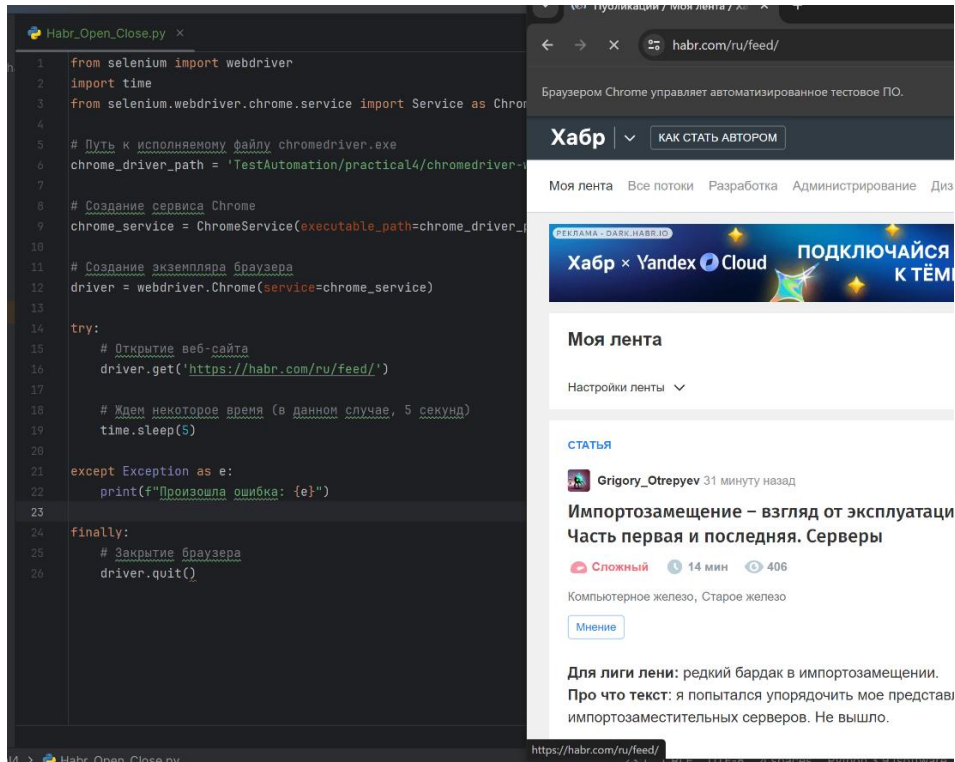 Habr_Open_Close.py ×
1 from selenium import webdriver
2 import time
3 from selenium.webdriver.chrome.service import Service as
4
5 # Путь к исполняемому файлу chromedriver.exe
6 chrome_driver_path = 'TestAutomation/practical4/chromedriver-
7
8 # Создание сервиса Chrome
9 chrome_service = ChromeService(executable_path=chrome_driver_
10
11 # Создание экземпляра браузера
12 driver = webdriver.Chrome(service=chrome_service)
13
14 try:
15 # Открытие веб-сайта
16 driver.get('https://habr.com/ru/feed/')
17
18 # Ждем некоторое время (в данном случае, 5 секунд)
19 time.sleep(5)
20
21 except Exception as e:
22 print(f"Произошла ошибка: {e}")
23
24 finally:
25 # Закрытие браузера
26 driver.quit()
Habr_Open_Close.py
Публикации / Моя лента /
habr.com/ru/feed/
Браузером Chrome управляет автоматизированное тестовое ПО.
Хабр
КАК СТАТЬ АВТОРОМ
Моя лента Все потоки Разработка Администрирование
РЕКЛАМА • DARK.HABR.IO
Хабр × Yandex Cloud
ПОДКЛЮЧАЙСЯ
К
Моя лента
Настройки ленты
СТАТЬЯ
Grigory_Otrepyev 31 минуту назад
Импортозамещение – взгляд от
Часть первая и последняя. Серверы
Сложный 14 мин 406
Компьютерное железо, Старое железо
Мнение
Для лиги лени: редкий бардак в импортозамещении.
Про что текст: я попытался упорядочить мое
импортозаместительных серверов. Не вышло.
https://habr.com/ru/feed/